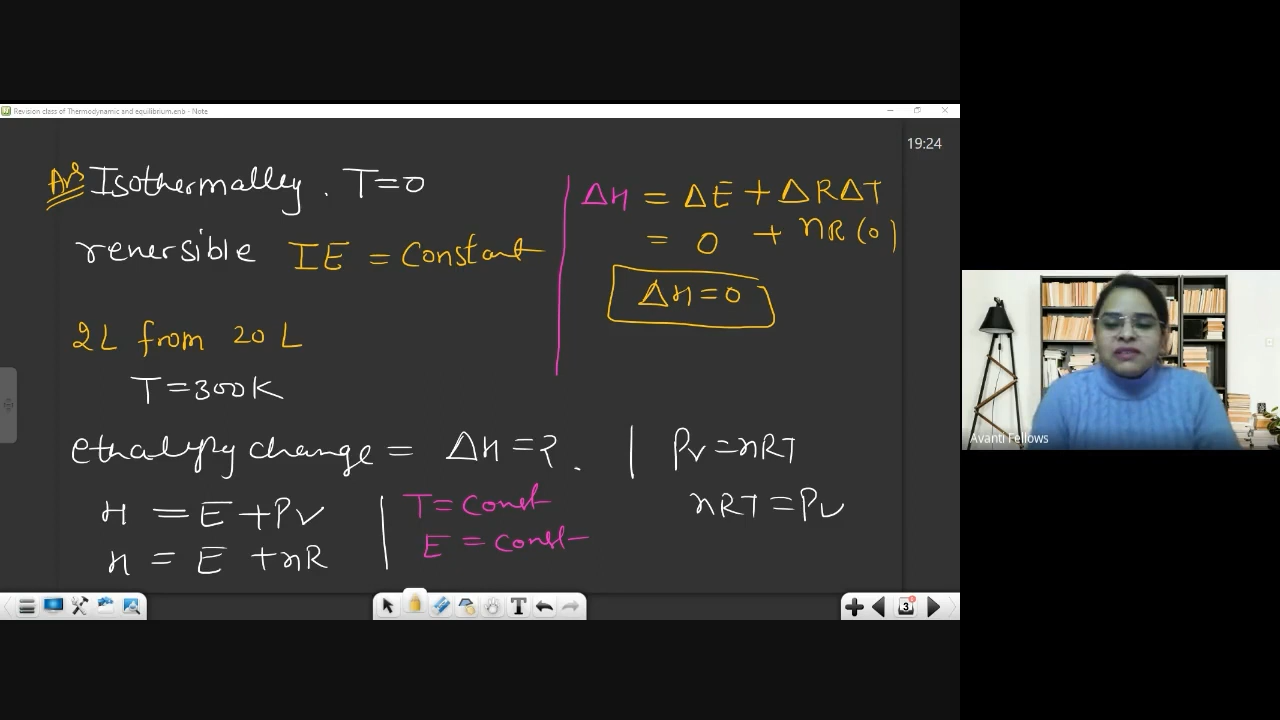 Revision class of Thermodynamic and equilibrium.enb - Note
19:24
Ans Isothermalley. T=0
reversible IE = Constant
2L from 20 L
T=300K
ethalipy change = ΔH=?.
H = E+PV
H = E +nR
T=Const
E = const
ΔH = ΔE + ΔRΔT
= 0 + nR(0)
ΔH=0
PV=nRT
nRT=PV
T
3
Avanti Fellows